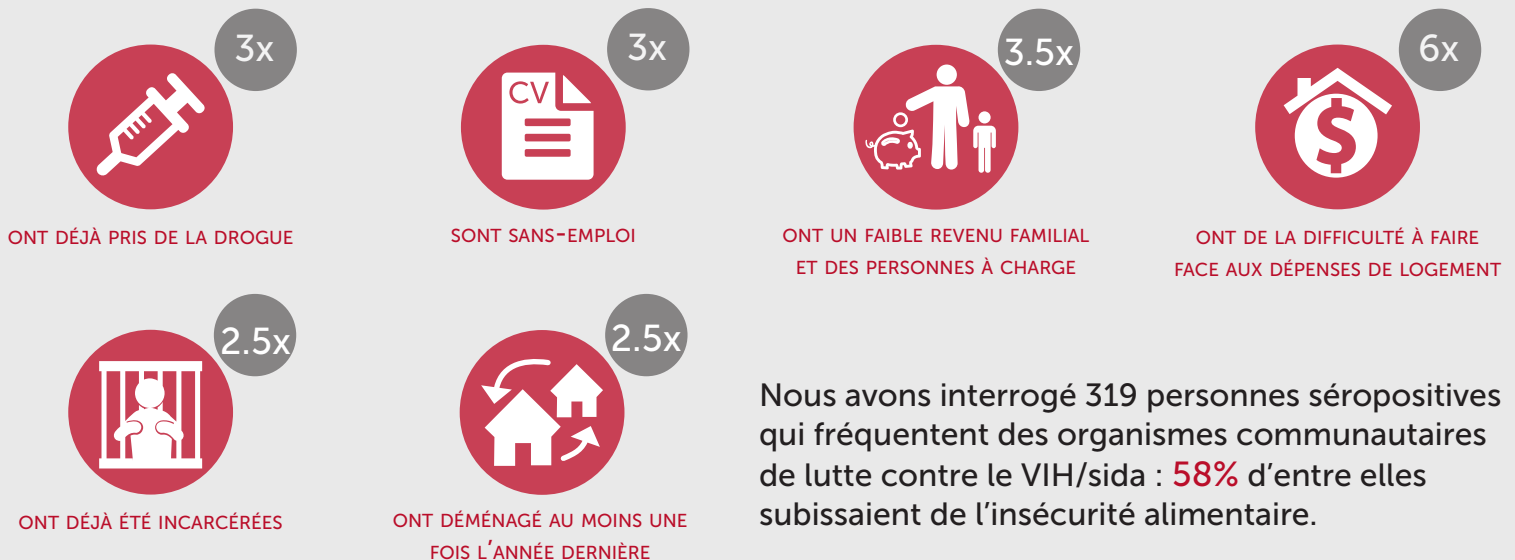 3x
ONT DÉJÀ PRIS DE LA DROGUE
3x
CV
SONT SANS-EMPLOI
3.5x
ONT UN FAIBLE REVENU FAMILIAL
ET DES PERSONNES À CHARGE
6x
$
ONT DE LA DIFFICULTÉ À FAIRE
FACE AUX DÉPENSES DE LOGEMENT
2.5x
ONT DÉJÀ ÉTÉ INCARCÉRÉES
2.5x
ONT DÉMÉNAGÉ AU MOINS UNE
FOIS L'ANNÉE DERNIÈRE
Nous avons interrogé 319 personnes séropositives
qui fréquentent des organismes communautaires
de lutte contre le VIH/sida : 58% d'entre elles
subissaient de l'insécurité alimentaire.